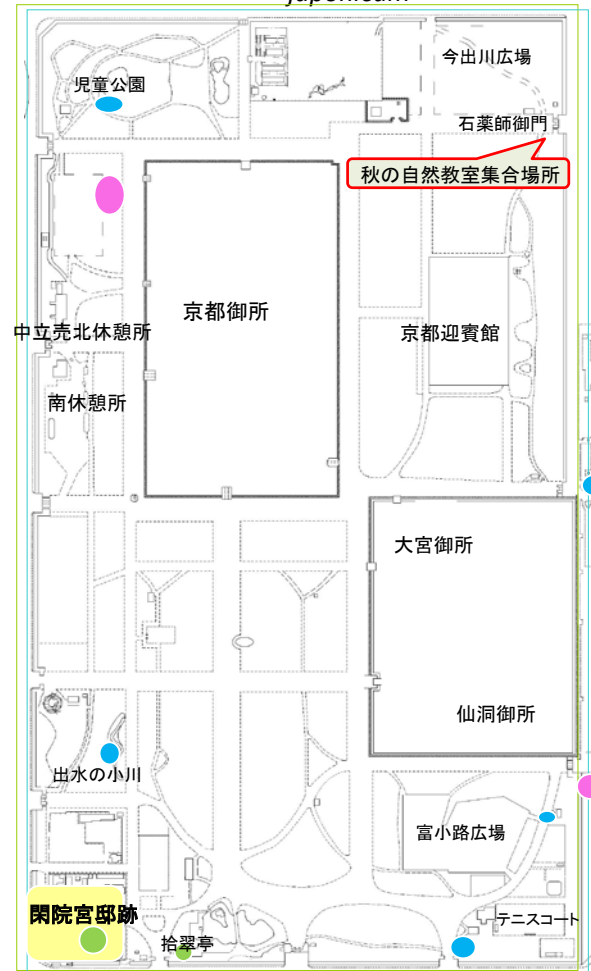 japonicum
今出川広場
児童公園
石薬師御門
秋の自然教室集合場所
京都御所
中立売北休憩所
京都迎賓館
南休憩所
大宮御所
仙洞御所
出水の小川
富小路広場
閑院宮邸跡
拾翠亭
テニスコート